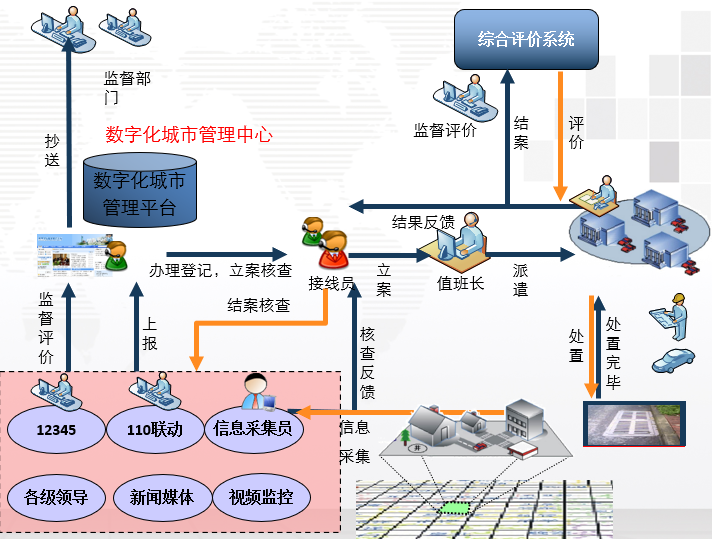 综合评价系统
监督部
门
监督评价
结
案
评
价
数字化城市管理中心
抄
送
数字化城市
管理平台
结果反馈
办理登记，立案核查
接线员
立
案
值班长
派
遣
监
督
评
价
上
报
结案核查
核
查
反
馈
处
置
处
置
完
毕
12345
110联动
信息采集员
信息
采集
井
各级领导
新闻媒体
视频监控